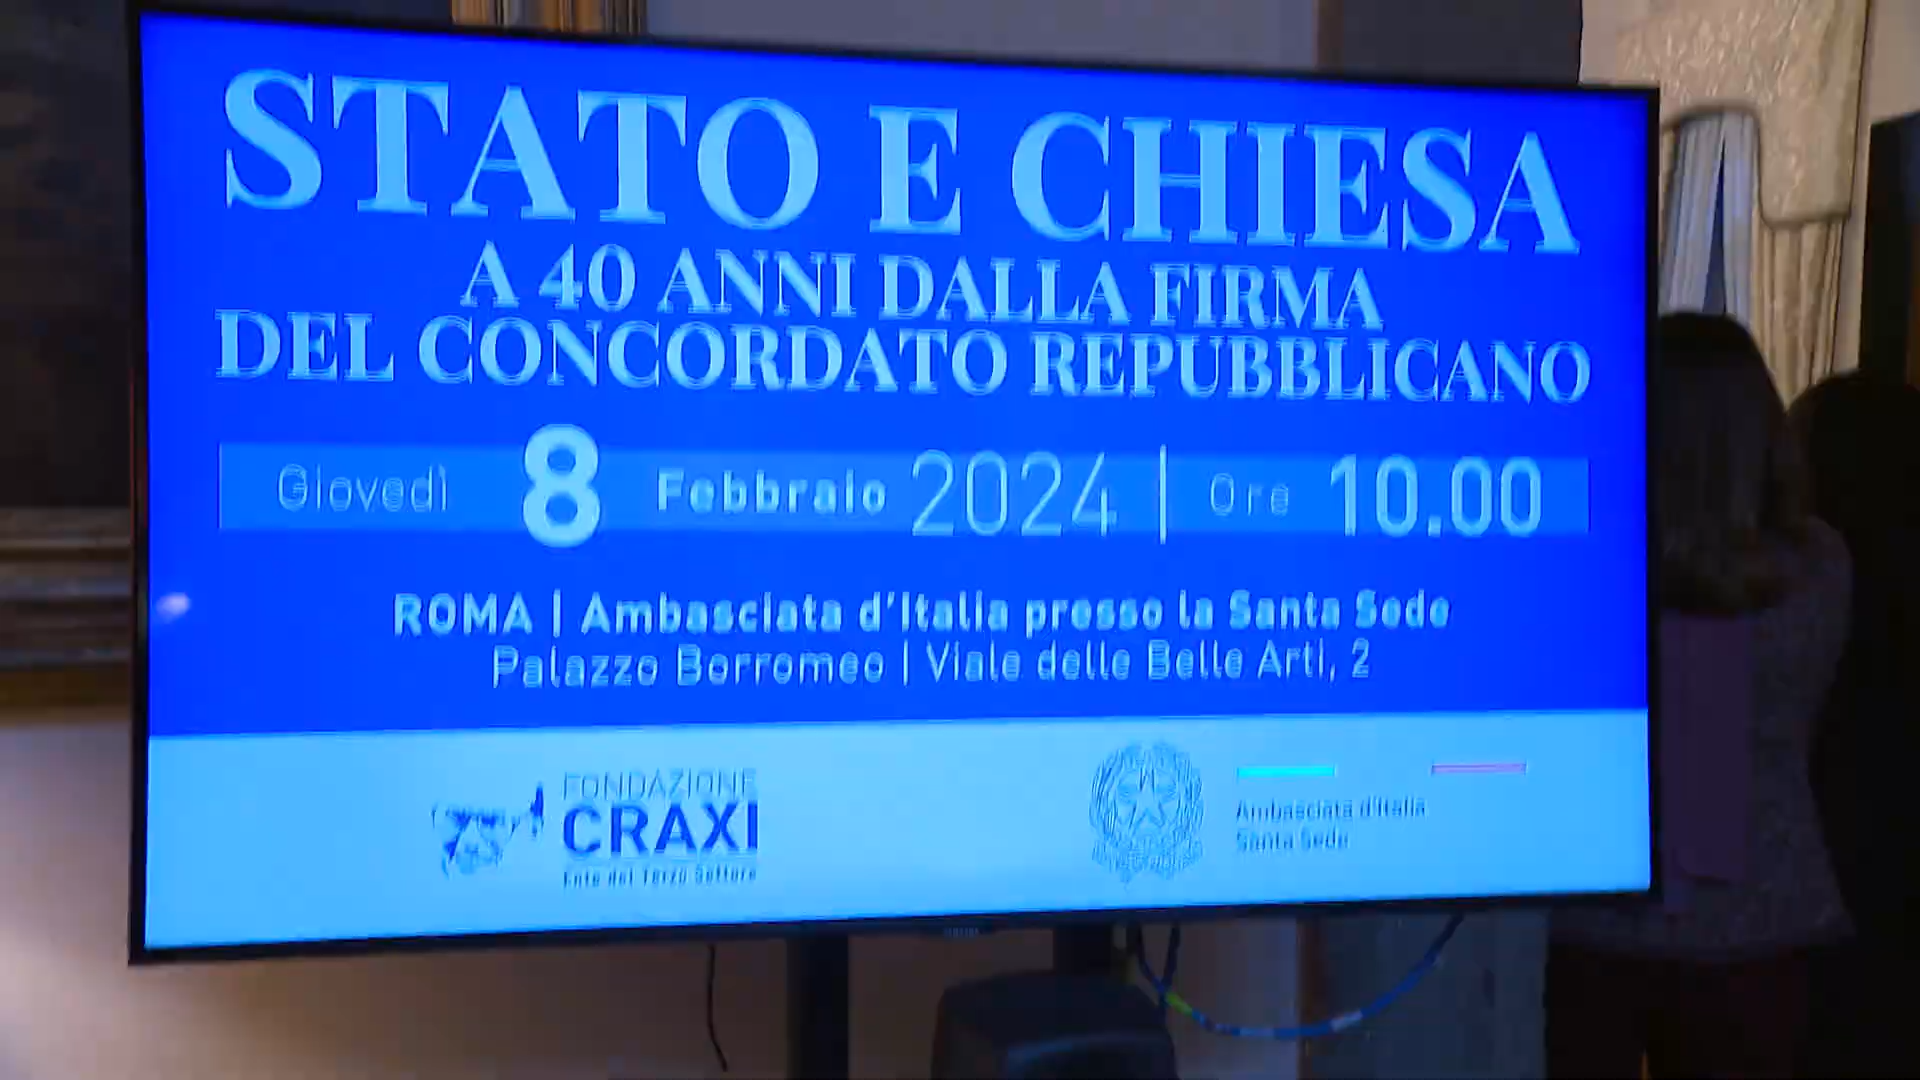 STATO E CHIESA
A 40 ANNI DALLA FIRMA
DEL CONCORDATO REPUBBLICANO
Giovedì 8 Febbraio 2024 | Ore 10.00
ROMA | Ambasciata d'Italia presso la Santa Sede
Palazzo Borromeo | Viale delle Belle Arti, 2
FONDAZIONE
CRAXI
Ente del Terzo Settore
Ambasciata d'Italia
Santa Sede